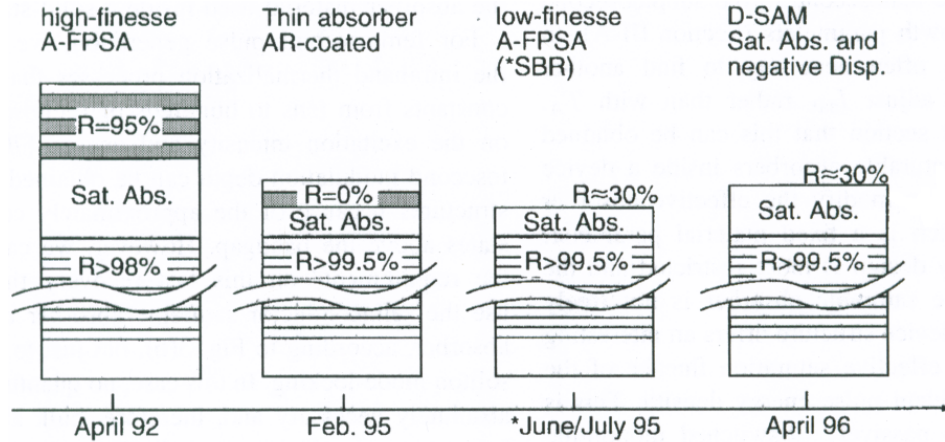 high-finesse
A-FPSA
R=95%
Sat. Abs.
R>98%
April 92
Thin absorber
AR-coated
R=0%
Sat. Abs.
R>99.5%
Feb. 95
low-finesse
A-FPSA
(*SBR)
R≈30%
Sat. Abs.
R>99.5%
*June/July 95
D-SAM
Sat. Abs. and
negative Disp.
R≈30%
Sat. Abs.
R>99.5%
April 96